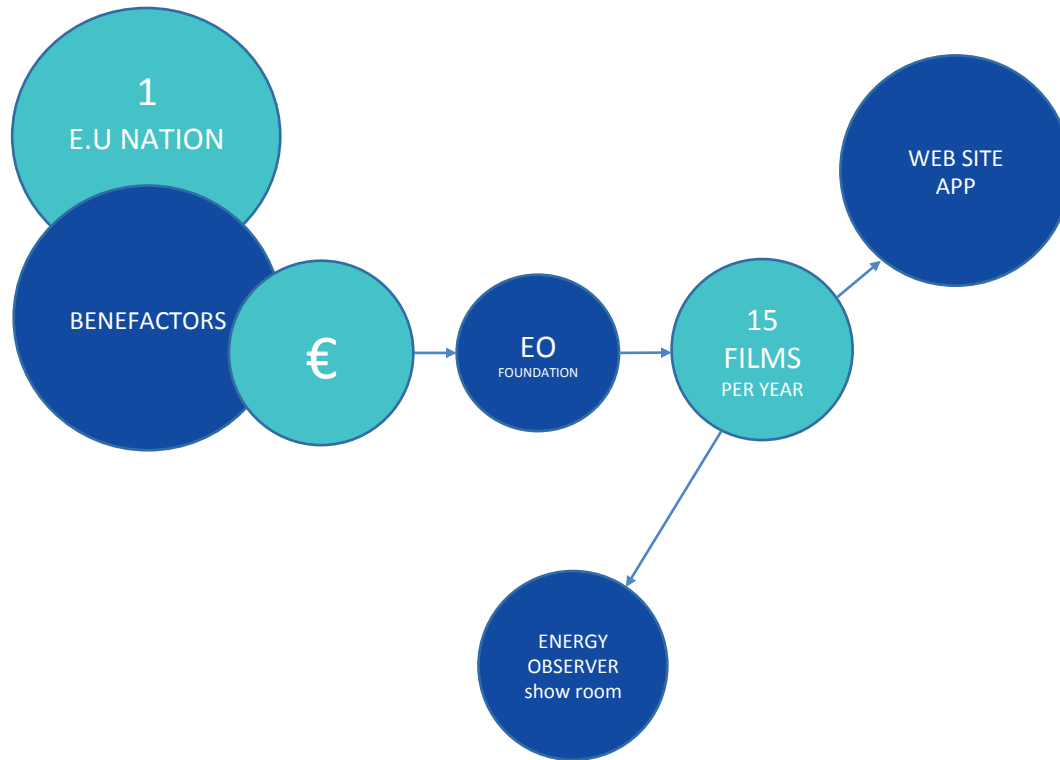 1
E.U NATION
BENEFACTORS
€
EO
FOUNDATION
15
FILMS
PER YEAR
WEB SITE
APP
ENERGY
OBSERVER
show room